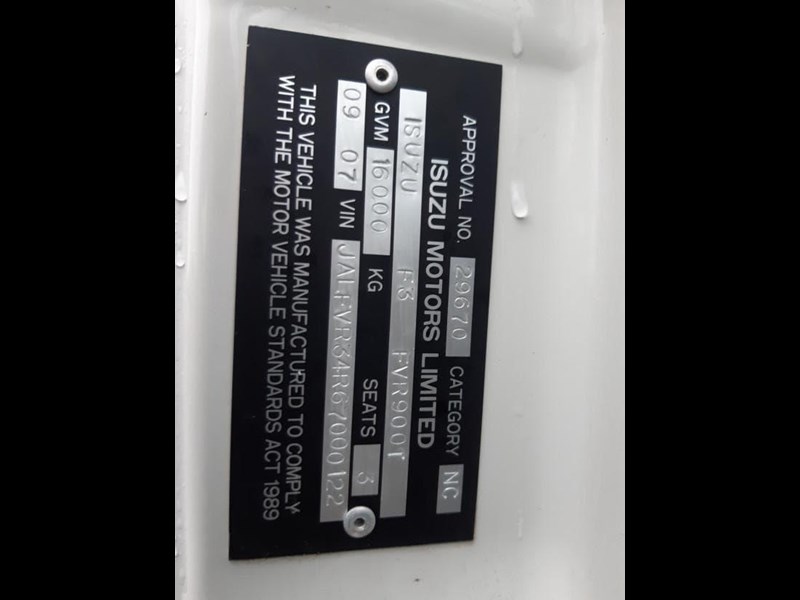 APPROVAL NO. 29670 CATEGORY NC
ISUZU MOTORS LIMITED
ISUZU F3 FVR900T
GVM 16000 KG SEATS 3
09 07 VIN JALFVR34R67000122
THIS VEHICLE WAS MANUFACTURED TO COMPLY
WITH THE MOTOR VEHICLE STANDARDS ACT 1989